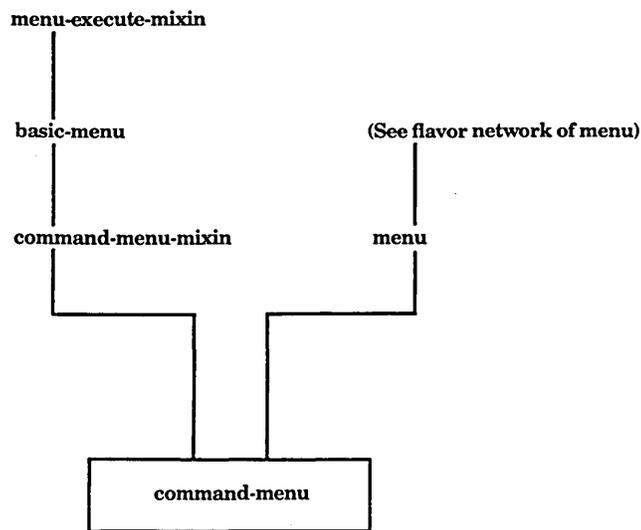 menu-execute-mixin
basic-menu
(See flavor network of menu)
command-menu-mixin
menu
command-menu